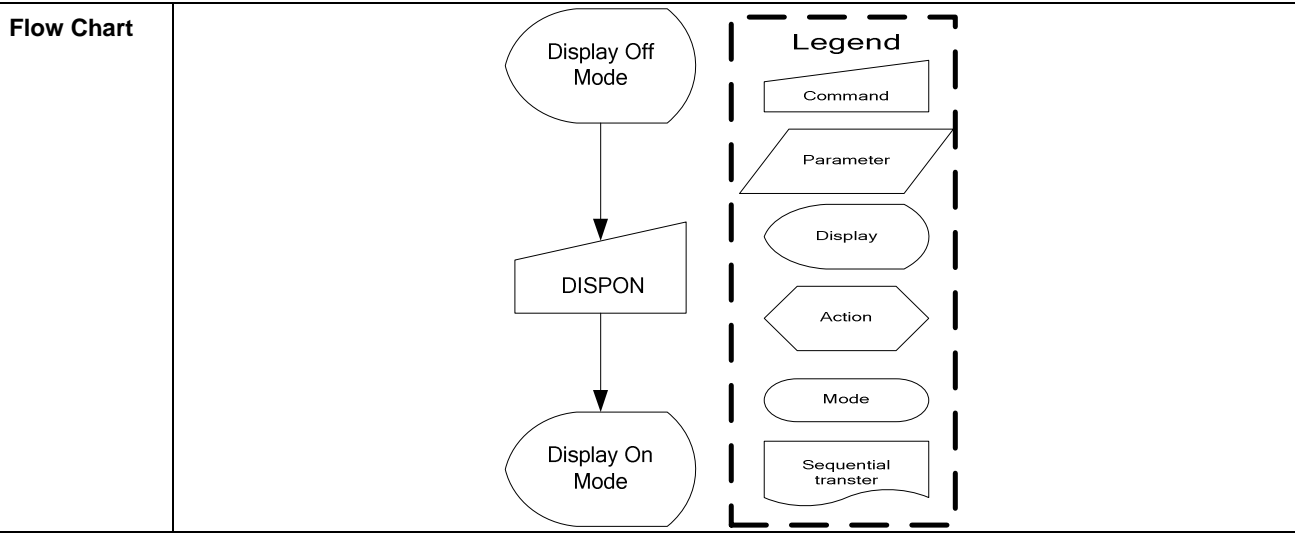 Flow Chart
Display Off
Mode
DISPON
Display On
Mode
Legend
Command
Parameter
Display
Action
Mode
Sequential
transter